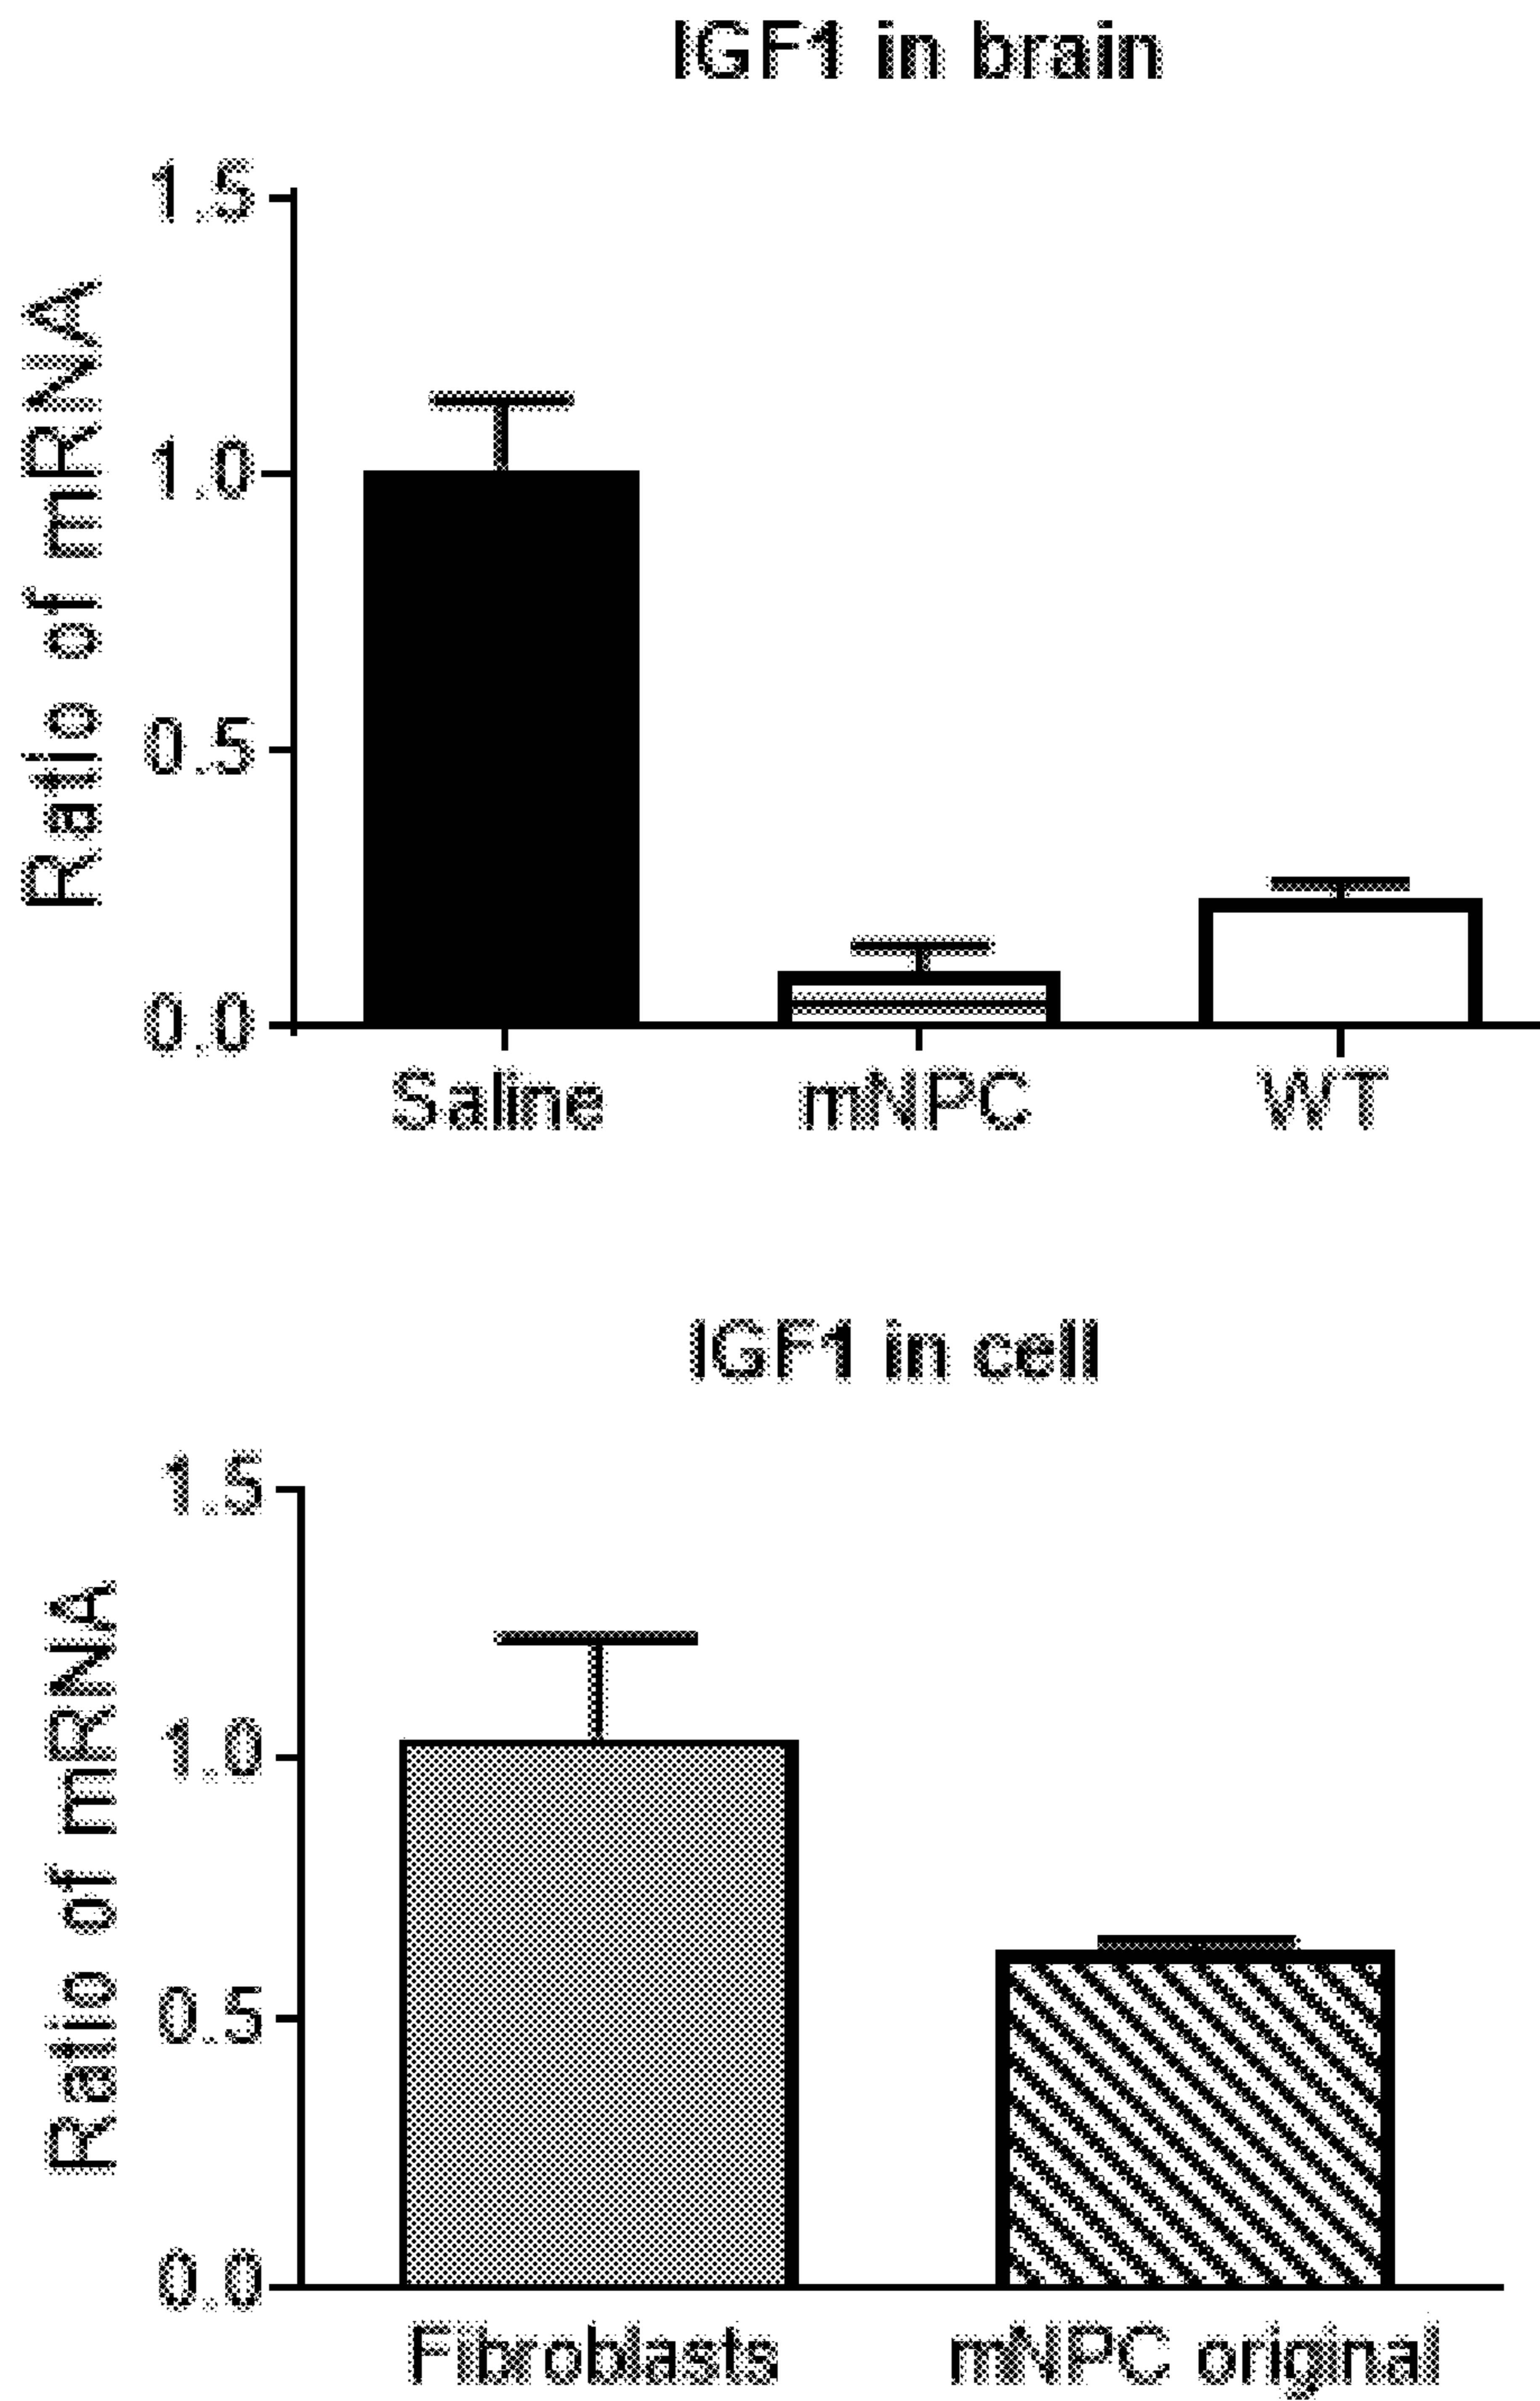 IGF1 in brain
Ratio of mRNA
1.5
1.0
0.5
0.0
Saline mNPC WT
IGF1 in cell
Ratio of mRNA
1.5
1.0
0.5
0.0
Fibroblasts mNPC original